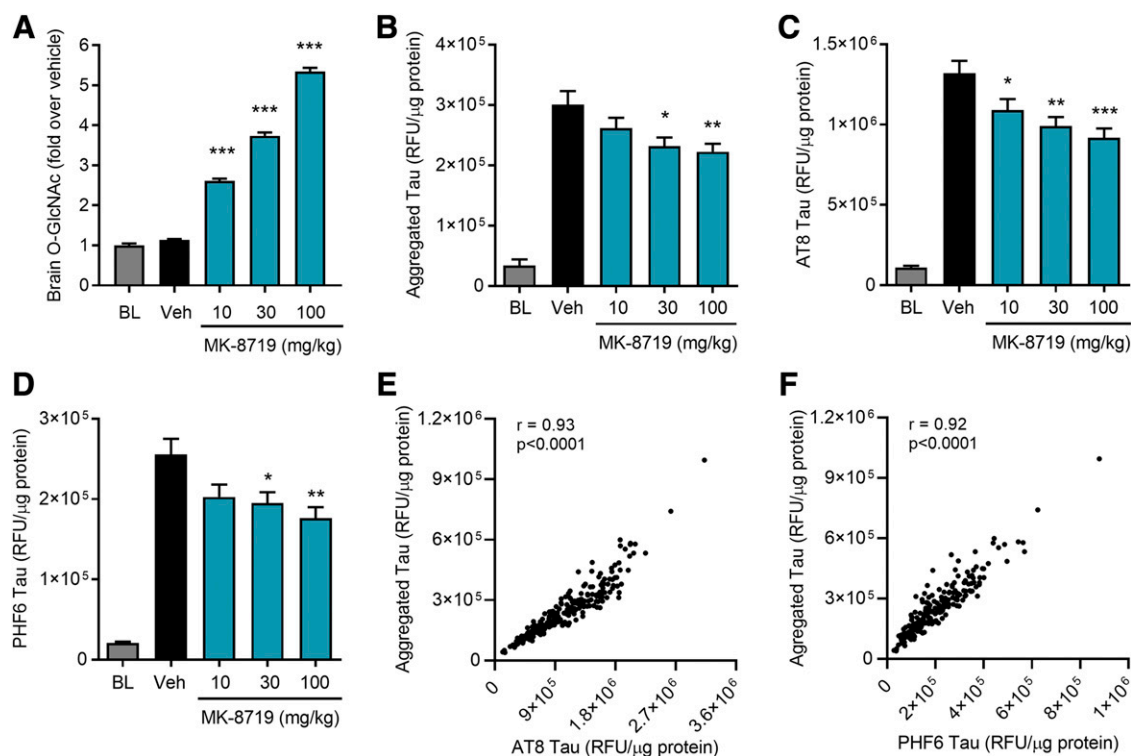 A
Brain O-GlcNAc (fold over vehicle)
6
5
4
3
2
1
0
***
***
***
BL Veh 10 30 100
MK-8719 (mg/kg)
B
Aggregated Tau (RFU/μg protein)
4×10⁵
3×10⁵
2×10⁵
1×10⁵
0
*
**
BL Veh 10 30 100
MK-8719 (mg/kg)
C
AT8 Tau (RFU/μg protein)
1.5×10⁶
1×10⁶
5×10⁵
0
*
**
***
BL Veh 10 30 100
MK-8719 (mg/kg)
D
PHF6 Tau (RFU/μg protein)
3×10⁵
2×10⁵
1×10⁵
0
*
**
BL Veh 10 30 100
MK-8719 (mg/kg)
E
Aggregated Tau (RFU/μg protein)
1.2×10⁶
9×10⁵
6×10⁵
3×10⁵
0
r = 0.93
p<0.0001
0 9×10⁵ 1.8×10⁶ 2.7×10⁶ 3.6×10⁶
AT8 Tau (RFU/μg protein)
F
Agregated Tau (RFU/μg protein)
1.2×10⁶
9×10⁵
6×10⁵
3×10⁵
0
r = 0.92
p<0.0001
0 2×10⁵ 4×10⁵ 6×10⁵ 8×10⁵ 1×10⁶
PHF6 Tau (RFU/μg protein)